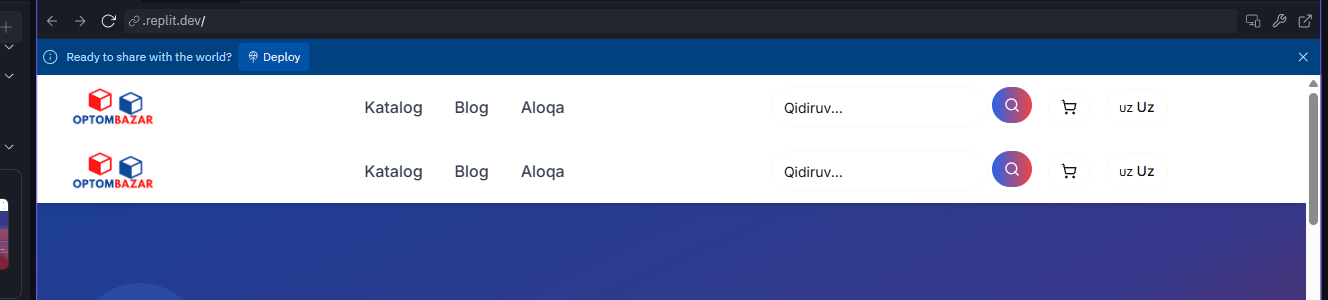 .replit.dev/
Ready to share with the world? Deploy
OPTOMBAZAR Katalog Blog Aloqa Qidiruv... uz Uz
OPTOMBAZAR Katalog Blog Aloqa Qidiruv... uz Uz